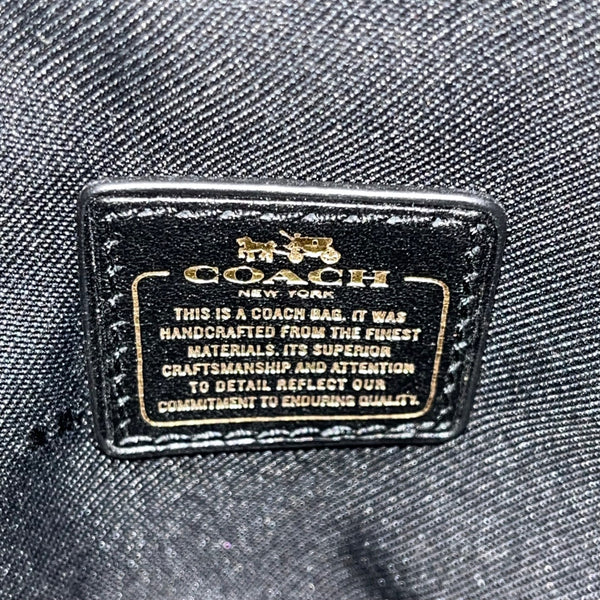 COACH
NEW YORK
THIS IS A COACH BAG. IT WAS
HANDCRAFTED FROM THE FINEST
MATERIALS. ITS SUPERIOR
CRAFTSMANSHIP AND ATTENTION
TO DETAIL REFLECT OUR
COMMITMENT TO ENDURING QUALITY.